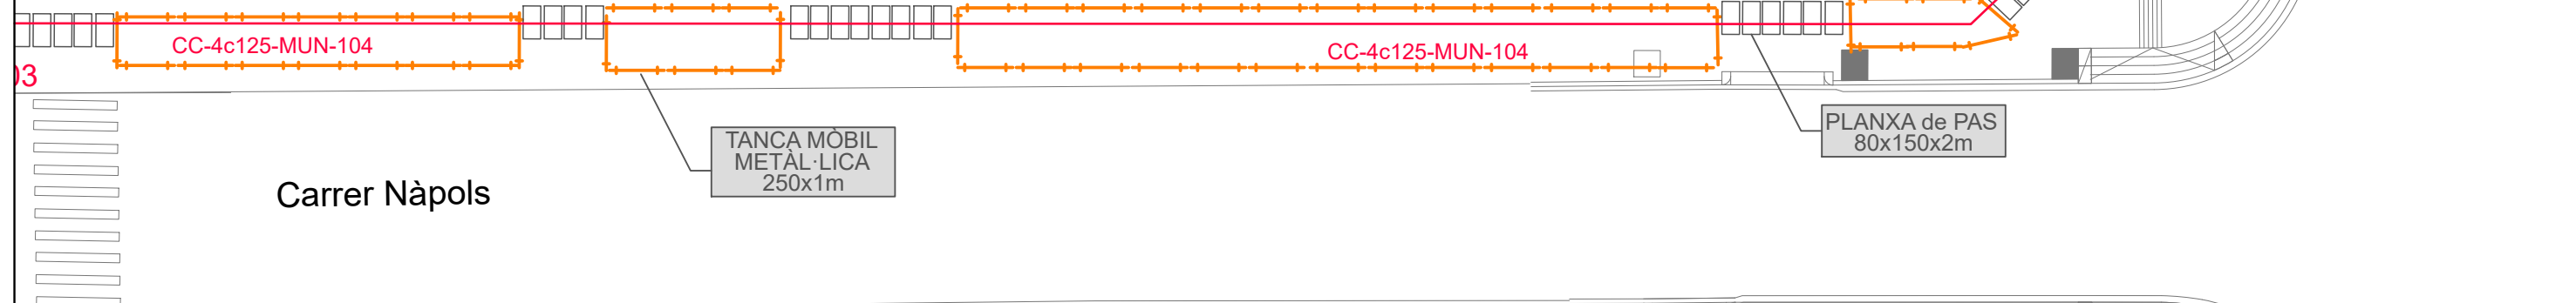 CC-4c125-MUN-104
CC-4c125-MUN-104
03
TANCA MÒBIL
METÀL·LICA
250x1m
PLANXA de PAS
80x150x2m
Carrer Nàpols